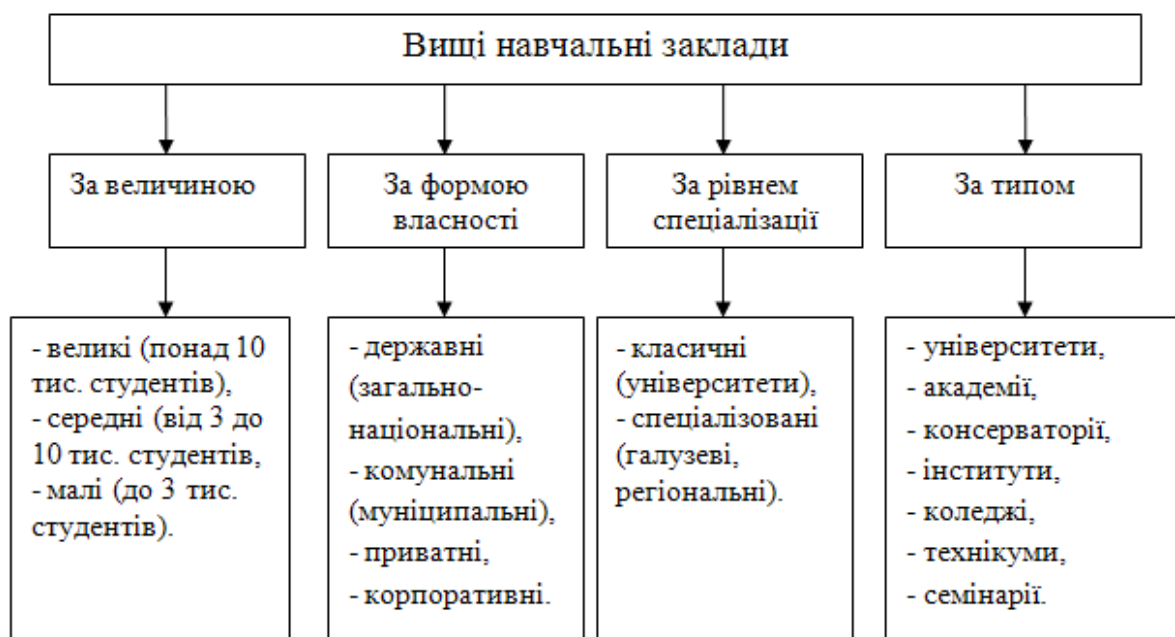 Вищі навчальні заклади
За величиною
За формою
власності
За рівнем
спеціалізації
За типом
- великі (понад 10
тис. студентів),
- середні (від 3 до
10 тис. студентів,
- малі (до 3 тис.
студентів).
- державні
(загально-
національні),
- комунальні
(муніципальні),
- приватні,
- корпоративні.
- класичні
(університети),
- спеціалізовані
(галузеві,
регіональні).
- університети,
- академії,
- консерваторії,
- інститути,
- коледжі,
- технікуми,
- семінарії.